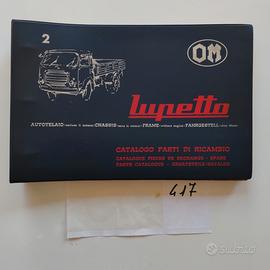 2
OM
Lupetto
AUTOTELAIO CHASSIS FRAME FAHRGESTELL
CATALOGO PARTI DI RICAMBIO
CATALOGUE PIECES DE RECHANGE - SPARE
PARTS CATALOGUE - ERSATZTEILE-KATALOG
417
subito